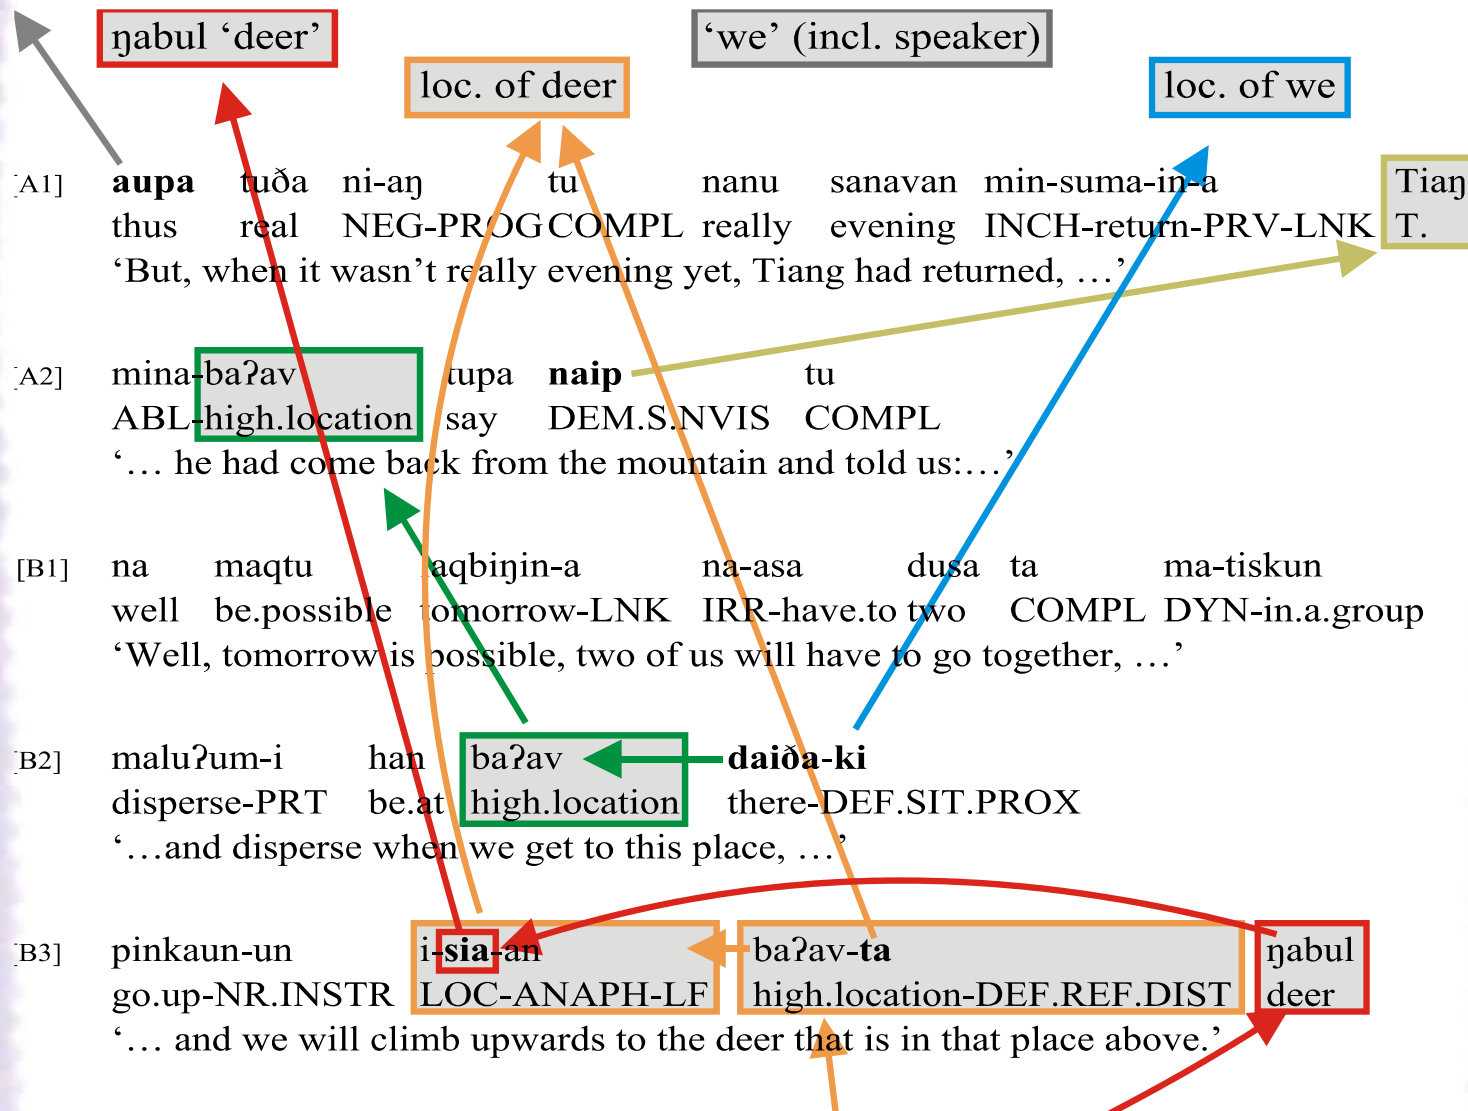 ŋabul ‘deer’
‘we’ (incl. speaker)
loc. of deer
loc. of we
[A1] aupa tuða ni-aŋ tu nanu sanavan min-suma-in-a Tiaŋ
thus real NEG-PROG COMPL really evening INCH-return-PRV-LNK T.
‘But, when it wasn’t really evening yet, Tiang had returned, …’
[A2] mina-baʔav tupa naip tu
ABL-high.location say DEM.S.NVIS COMPL
‘… he had come back from the mountain and told us:…’
[B1] na maqtu laqbiŋin-a na-asa dusa ta ma-tiskun
well be.possible tomorrow-LNK IRR-have.to two COMPL DYN-in.a.group
‘Well, tomorrow is possible, two of us will have to go together, …’
[B2] maluʔum-i han baʔav daiða-ki
disperse-PRT be.at high.location there-DEF.SIT.PROX
‘…and disperse when we get to this place, …’
[B3] pinkaun-un i-sia-an baʔav-ta ŋabul
go.up-NR.INSTR LOC-ANAPH-LF high.location-DEF.REF.DIST deer
‘… and we will climb upwards to the deer that is in that place above.’